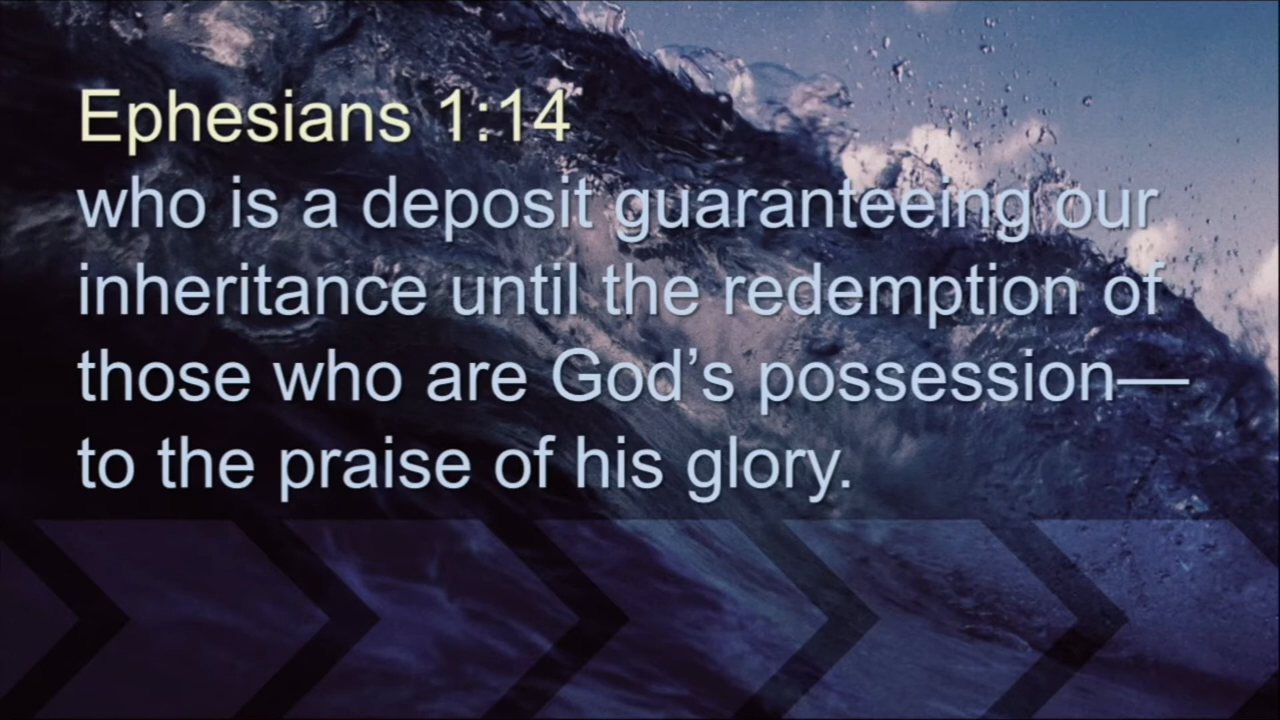 Ephesians 1:14
who is a deposit guaranteeing our
inheritance until the redemption of
those who are God’s possession—
to the praise of his glory.